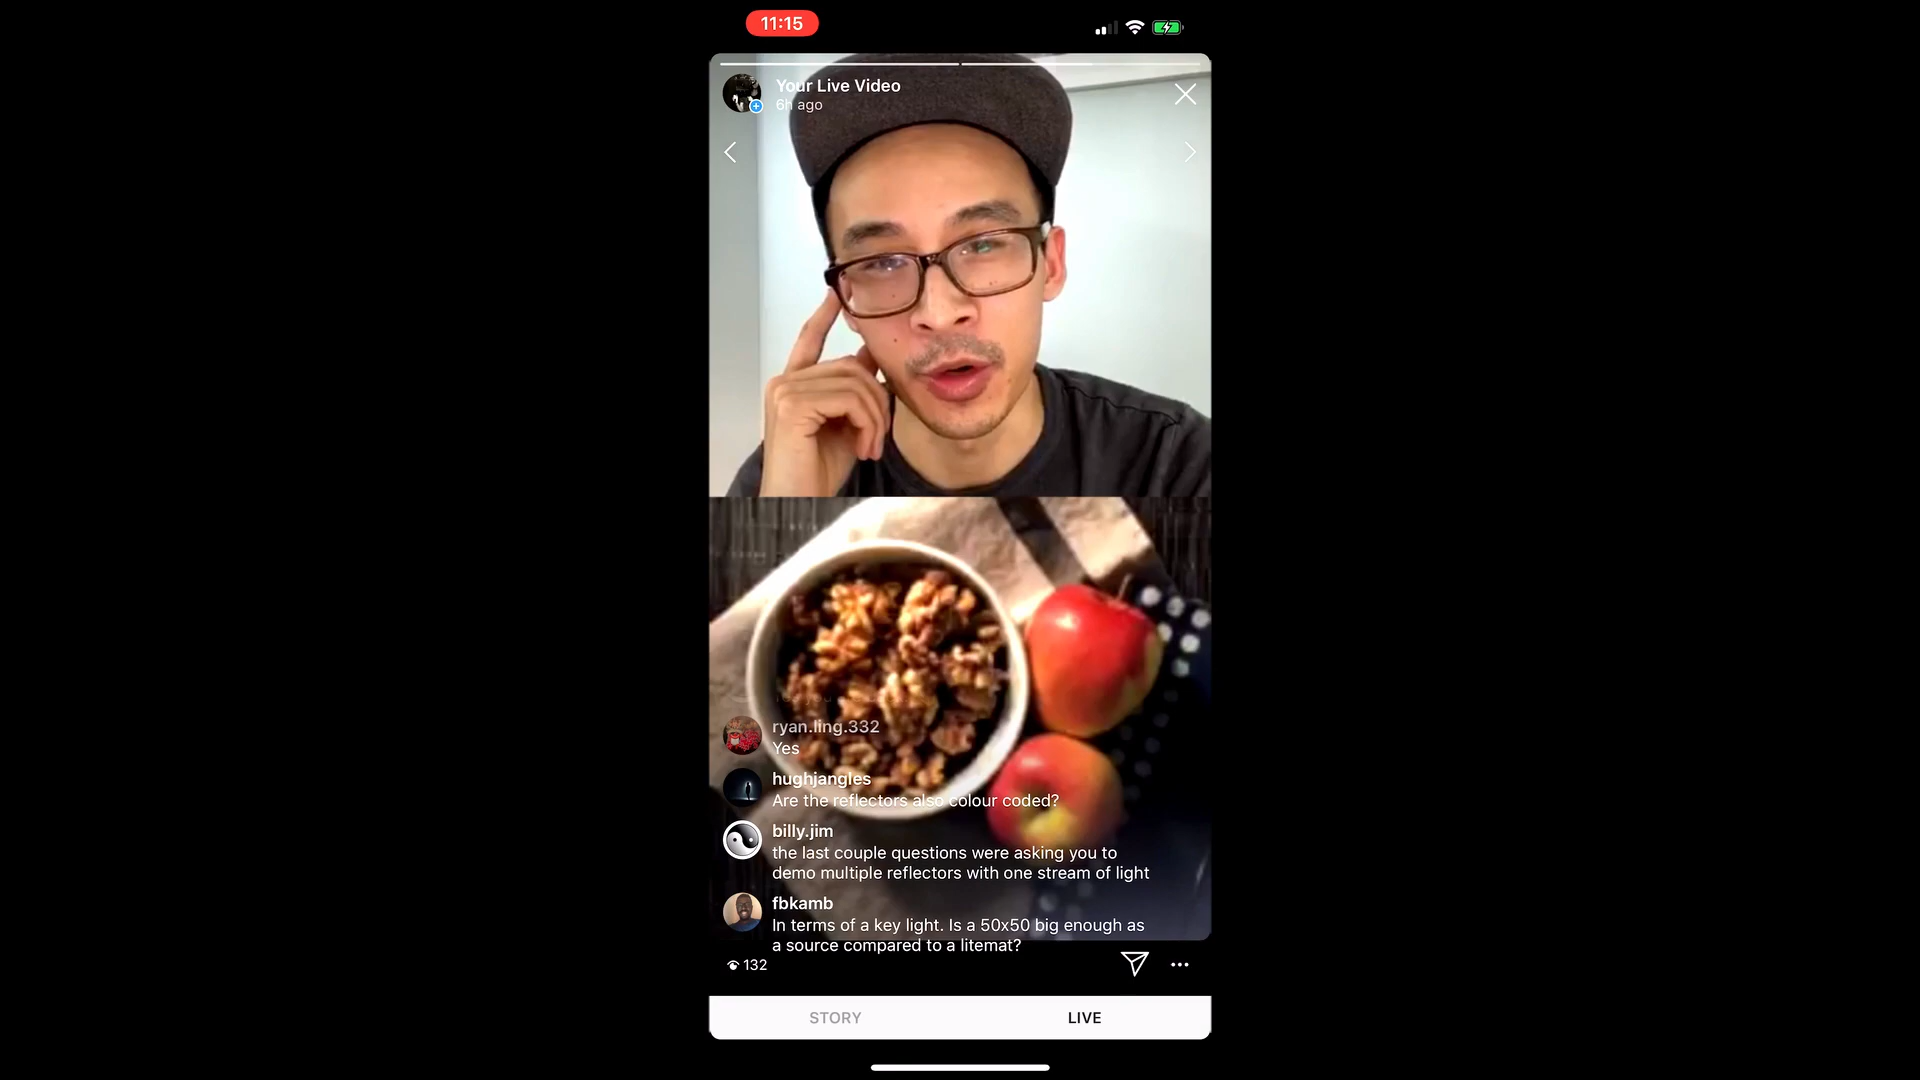 11:15
Your Live Video
6h ago
ryan.ling.332
Yes
hughjangles
Are the reflectors also colour coded?
billy.jim
the last couple questions were asking you to
demo multiple reflectors with one stream of light
fbkamb
In terms of a key light. Is a 50x50 big enough as
a source compared to a litemat?
132
STORY
LIVE